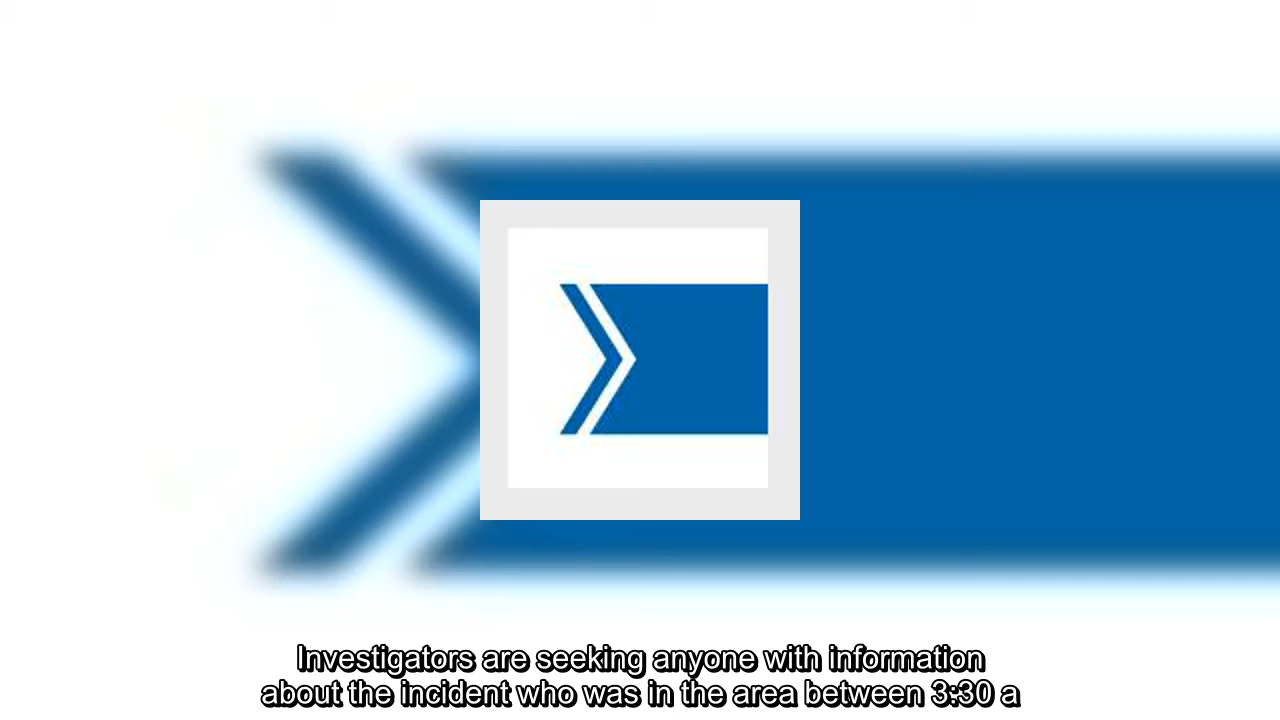 Investigators are seeking anyone with information
about the incident who was in the area between 3:30 a